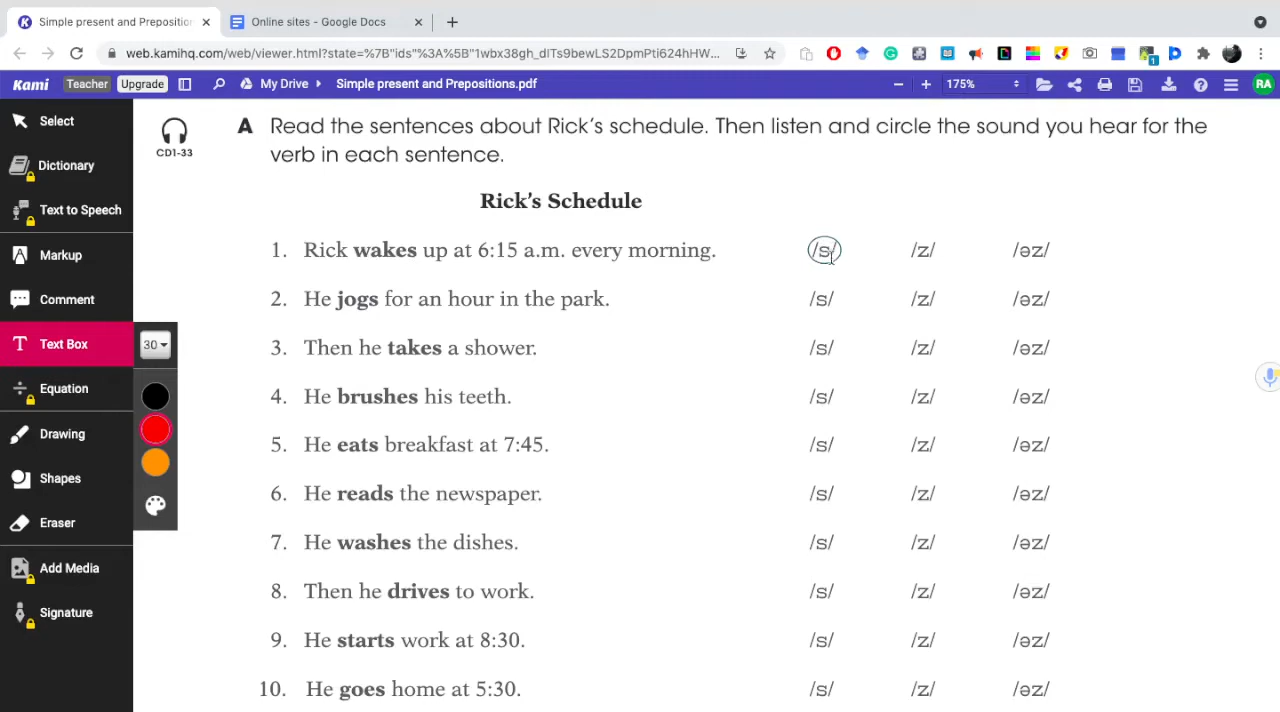 Simple present and Prepositions
Online sites - Google Docs
web.kamihq.com/web/viewer.html?state=%7B"ids"%3A%5B"1wbx38gh_dITs9bewLS2DpmPti624hHW...
Kami
Teacher
Upgrade
My Drive
Simple present and Prepositions.pdf
175%
RA
Select
Dictionary
Text to Speech
Markup
Comment
T Text Box
30
Equation
Drawing
Shapes
Eraser
Add Media
Signature
CD1-33
A Read the sentences about Rick's schedule. Then listen and circle the sound you hear for the
verb in each sentence.
Rick's Schedule
1. Rick wakes up at 6:15 a.m. every morning. /s/ /z/ /əz/
2. He jogs for an hour in the park. /s/ /z/ /əz/
3. Then he takes a shower. /s/ /z/ /əz/
4. He brushes his teeth. /s/ /z/ /əz/
5. He eats breakfast at 7:45. /s/ /z/ /əz/
6. He reads the newspaper. /s/ /z/ /əz/
7. He washes the dishes. /s/ /z/ /əz/
8. Then he drives to work. /s/ /z/ /əz/
9. He starts work at 8:30. /s/ /z/ /əz/
10. He goes home at 5:30. /s/ /z/ /əz/